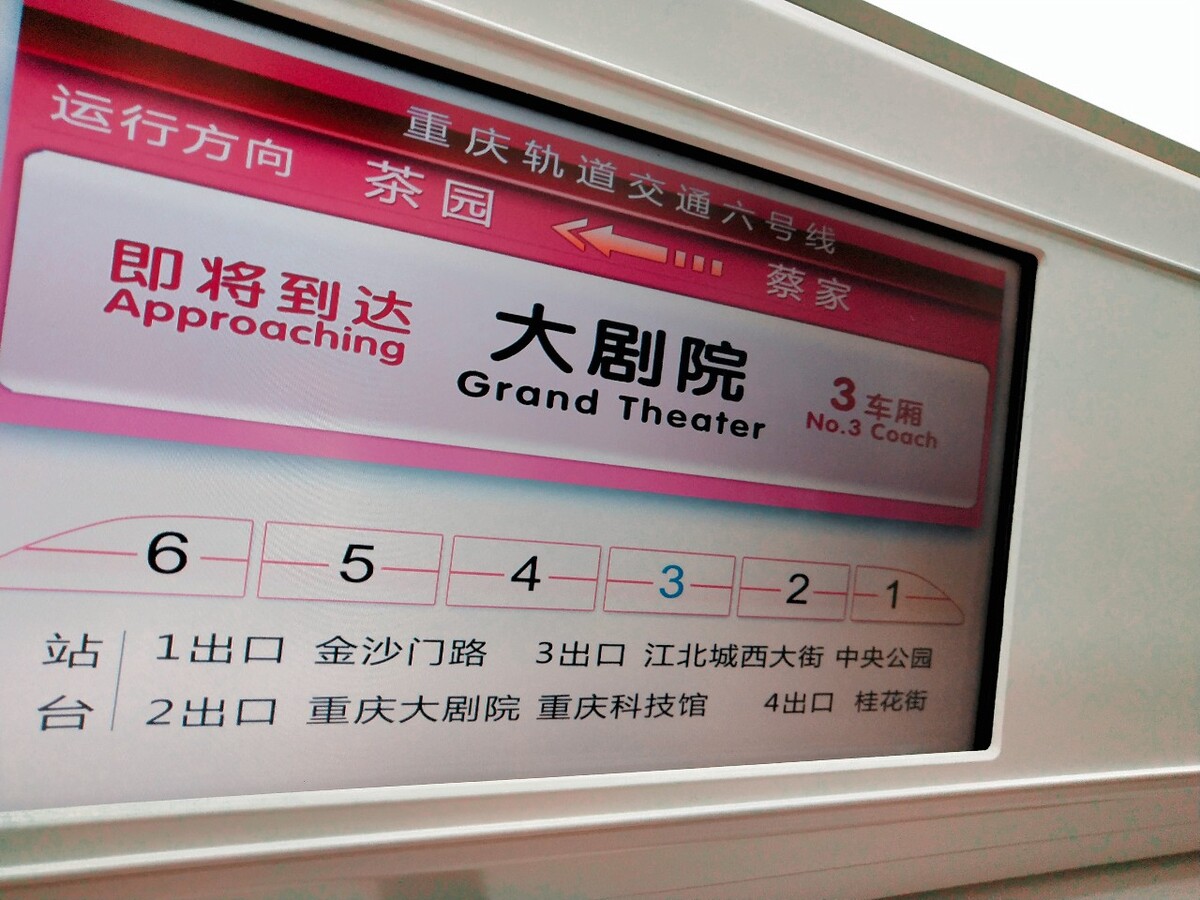 重庆轨道交通六号线
运行方向 茶园 蔡家
即将到达 大剧院 3车厢
Approaching Grand Theater No.3 Coach
6 5 4 3 2 1
站台
1出口 金沙门路 3出口 江北城西大街 中央公园
2出口 重庆大剧院 重庆科技馆 4出口 桂花街